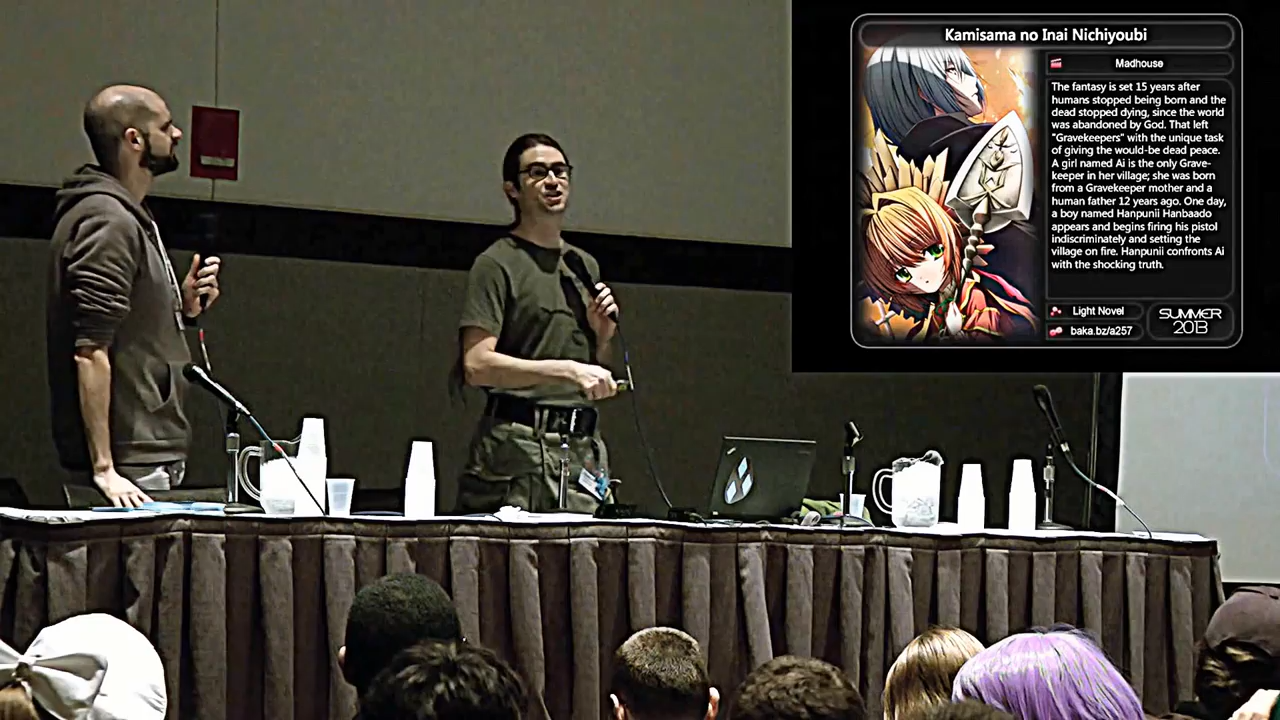 Kamisama no Inai Nichiyoubi
Madhouse
The fantasy is set 15 years after
humans stopped being born and the
dead stopped dying, since the world
was abandoned by God. That left
"Gravekeepers" with the unique task
of giving the would-be dead peace.
A girl named Ai is the only Grave-
keeper in her village; she was born
from a Gravekeeper mother and a
human father 12 years ago. One day,
a boy named Hanpunii Hanbaado
appears and begins firing his pistol
indiscriminately and setting the
village on fire. Hanpunii confronts Ai
with the shocking truth.
Light Novel
baka.bz/a257
SUMMER
2013